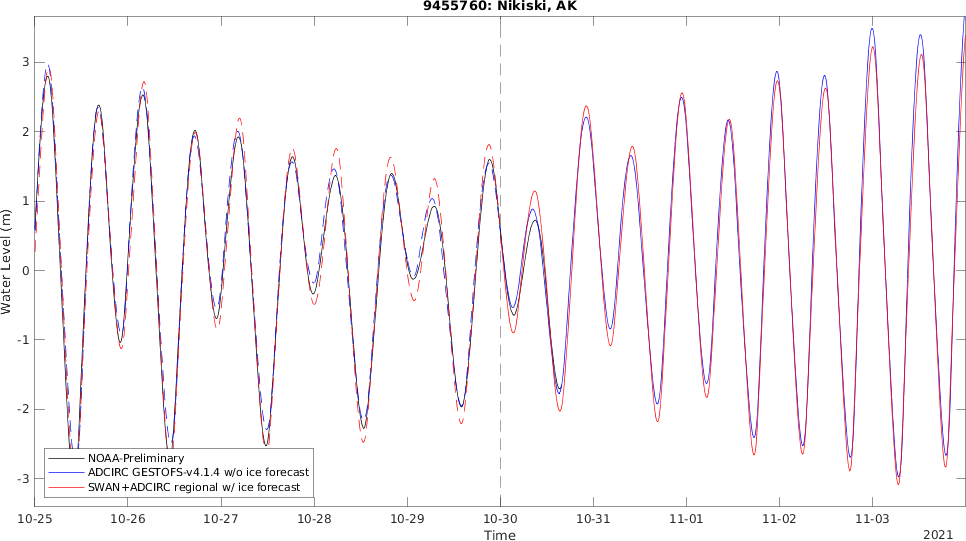 9455760: Nikiski, AK
Water Level (m)
3
2
1
0
-1
-2
-3
NOAA-Preliminary
ADCIRC GESTOFS-v4.1.4 w/o ice forecast
SWAN+ADCIRC regional w/ ice forecast
10-25 10-26 10-27 10-28 10-29 10-30 10-31 11-01 11-02 11-03
Time
2021